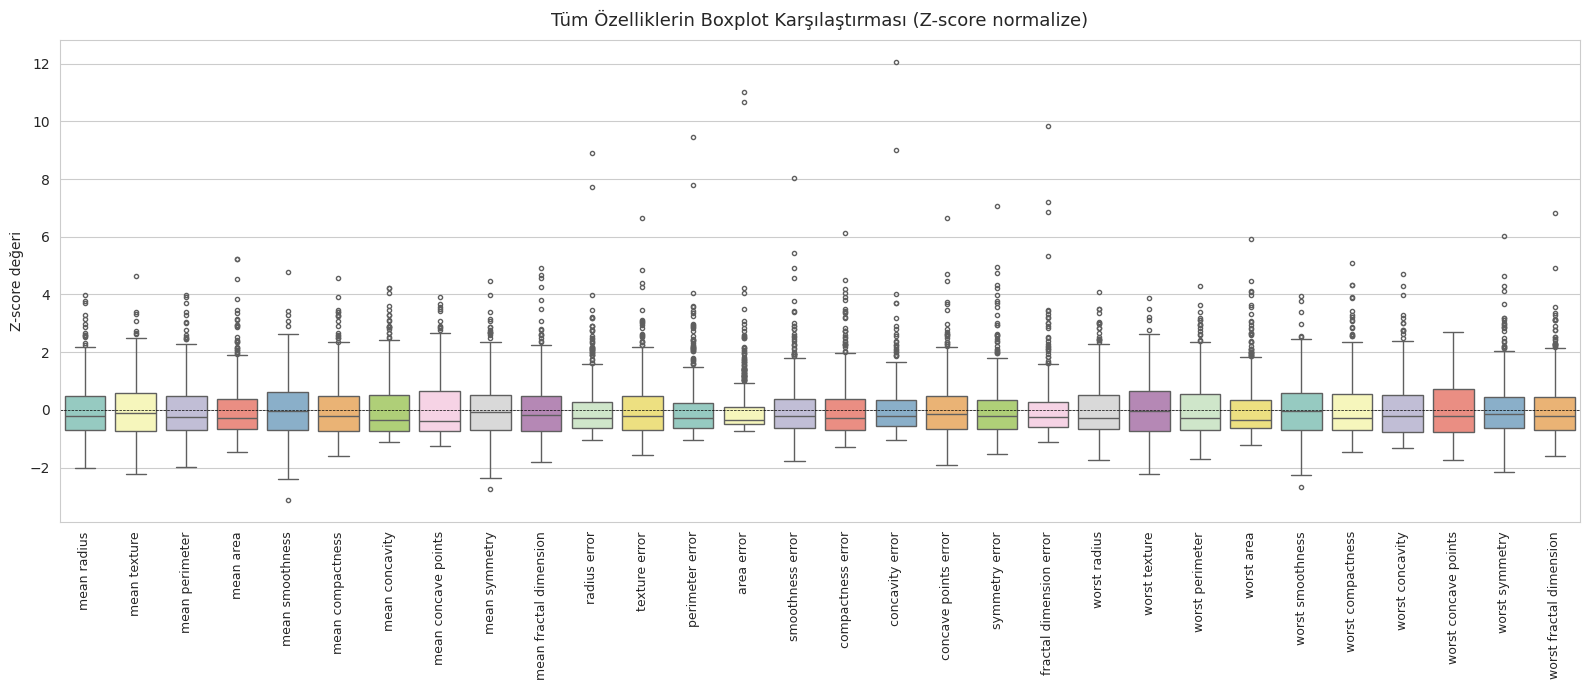 Tüm Özelliklerin Boxplot Karşılaştırması (Z-score normalize)
Z-score değeri
12
10
8
6
4
2
0
−2
mean radius
mean texture
mean perimeter
mean area
mean smoothness
mean compactness
mean concavity
mean concave points
mean symmetry
mean fractal dimension
radius error
texture error
perimeter error
area error
smoothness error
compactness error
concavity error
concave points error
symmetry error
fractal dimension error
worst radius
worst texture
worst perimeter
worst area
worst smoothness
worst compactness
worst concavity
worst concave points
worst symmetry
worst fractal dimension